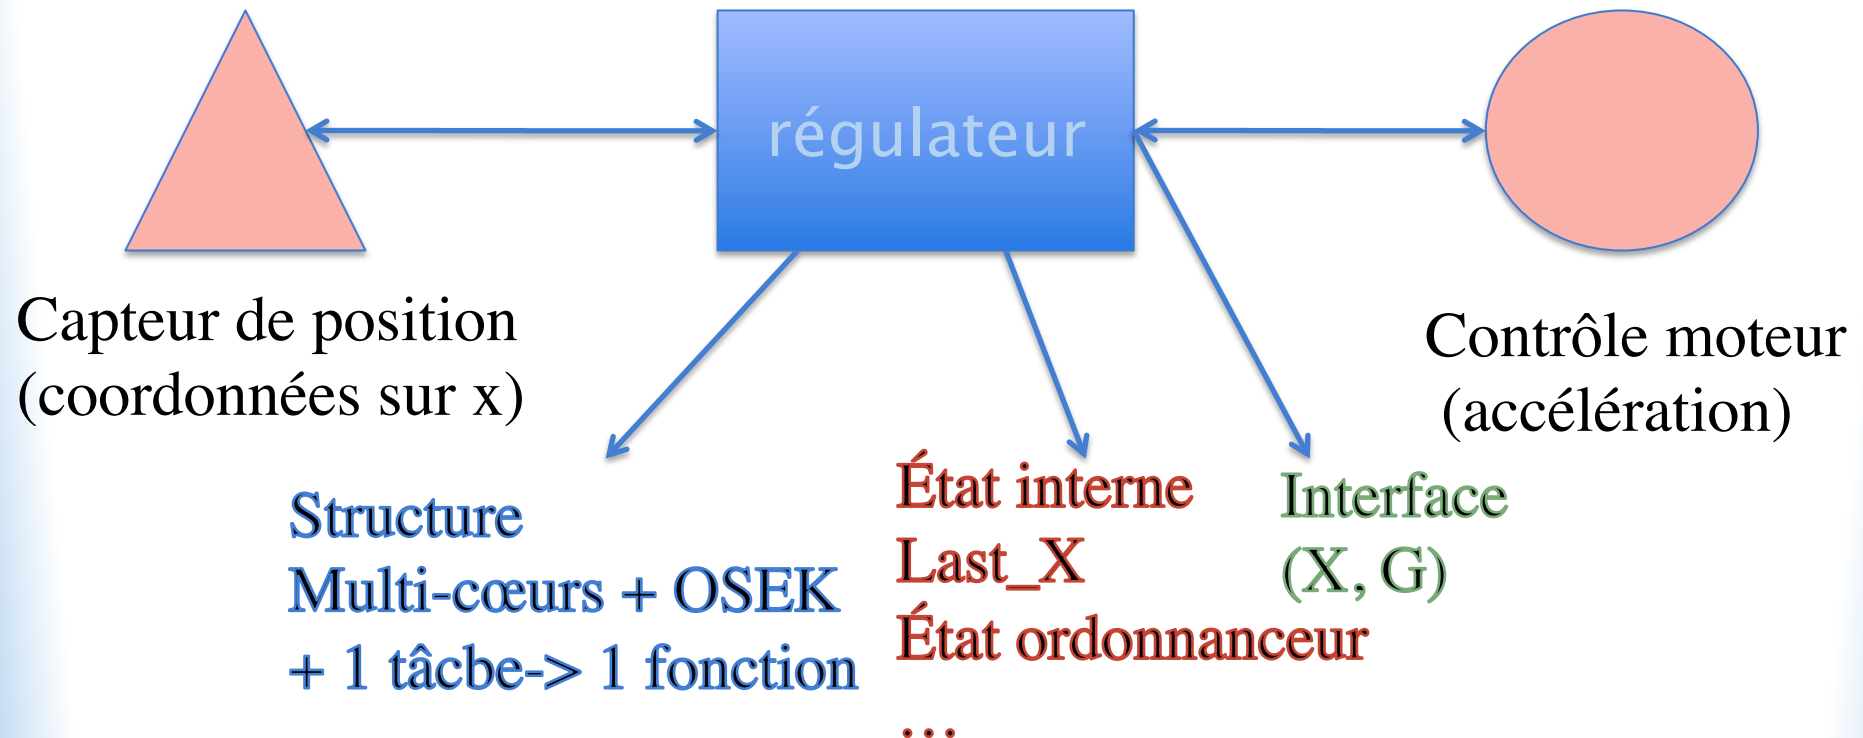 régulateur
Capteur de position
(coordonnées sur x)
Contrôle moteur
(accélération)
Structure
Multi-cœurs + OSEK
+ 1 tâcbe-> 1 fonction
État interne
Last_X
État ordonnanceur
...
Interface
(X, G)